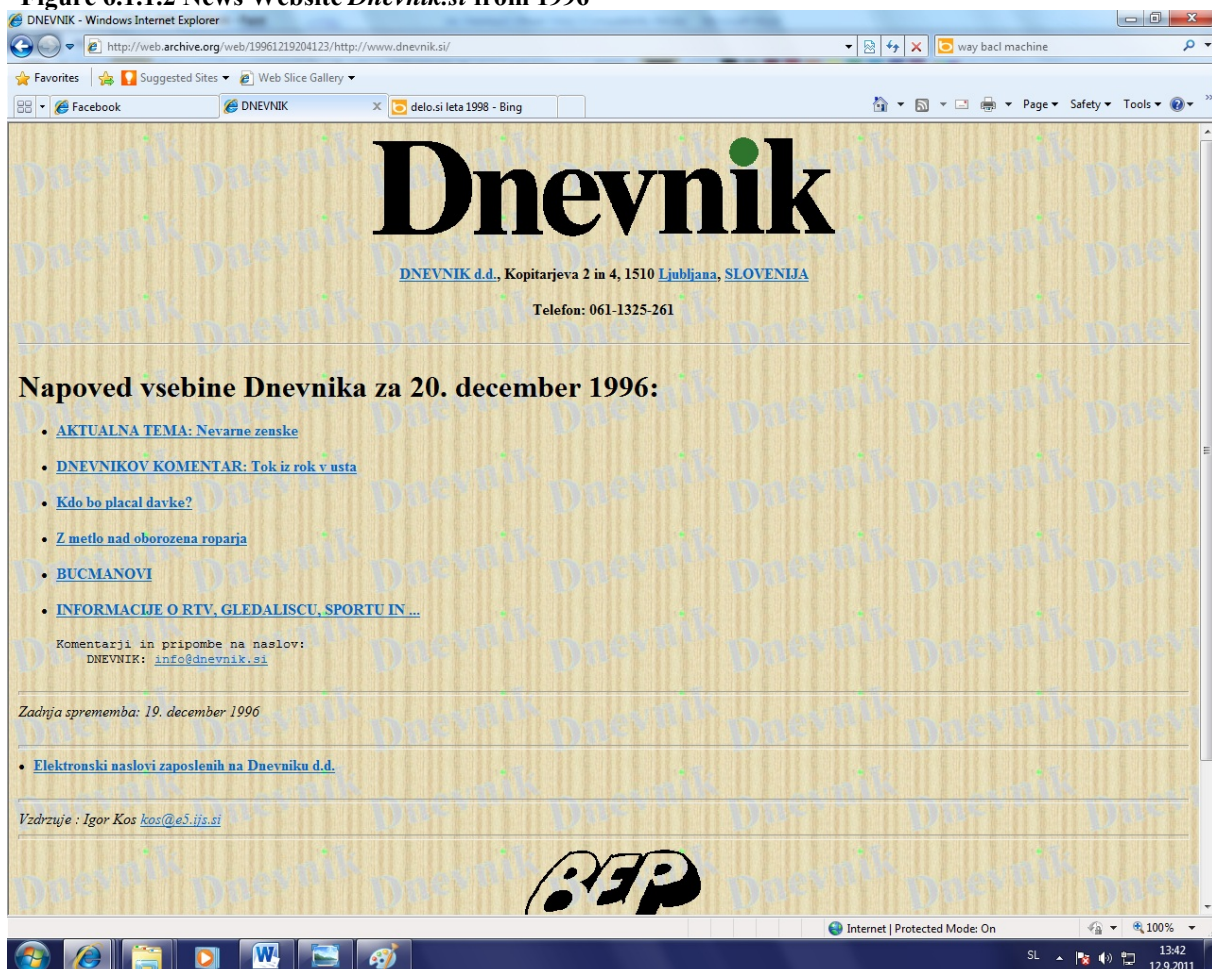 Figure 6.1.1.2 News Website Dnevnik.si from 1996
DNEVNIK - Windows Internet Explorer
http://web.archive.org/web/19961219204123/http://www.dnevnik.si/
way bacl machine
Favorites Suggested Sites Web Slice Gallery
Facebook DNEVNIK delo.si leta 1998 - Bing Page Safety Tools
Dnevnik
DNEVNIK d.d., Kopitarjeva 2 in 4, 1510 Ljubljana, SLOVENIJA
Telefon: 061-1325-261
Napoved vsebine Dnevnika za 20. december 1996:
• AKTUALNA TEMA: Nevarne zenske
• DNEVNIKOV KOMENTAR: Tok iz rok v usta
• Kdo bo placal davke?
• Z metlo nad oborozena roparja
• BUCMANOVI
• INFORMACIJE O RTV, GLEDALISCU, SPORTU IN ...
Komentarji in pripombe na naslov:
DNEVNIK: info@dnevnik.si
Zadnja sprememba: 19. december 1996
• Elektronski naslovi zaposlenih na Dnevniku d.d.
Vzdrzuje : Igor Kos kos@e5.ijs.si
BEP
Internet | Protected Mode: On 100%
SL 13:42
12.9.2011